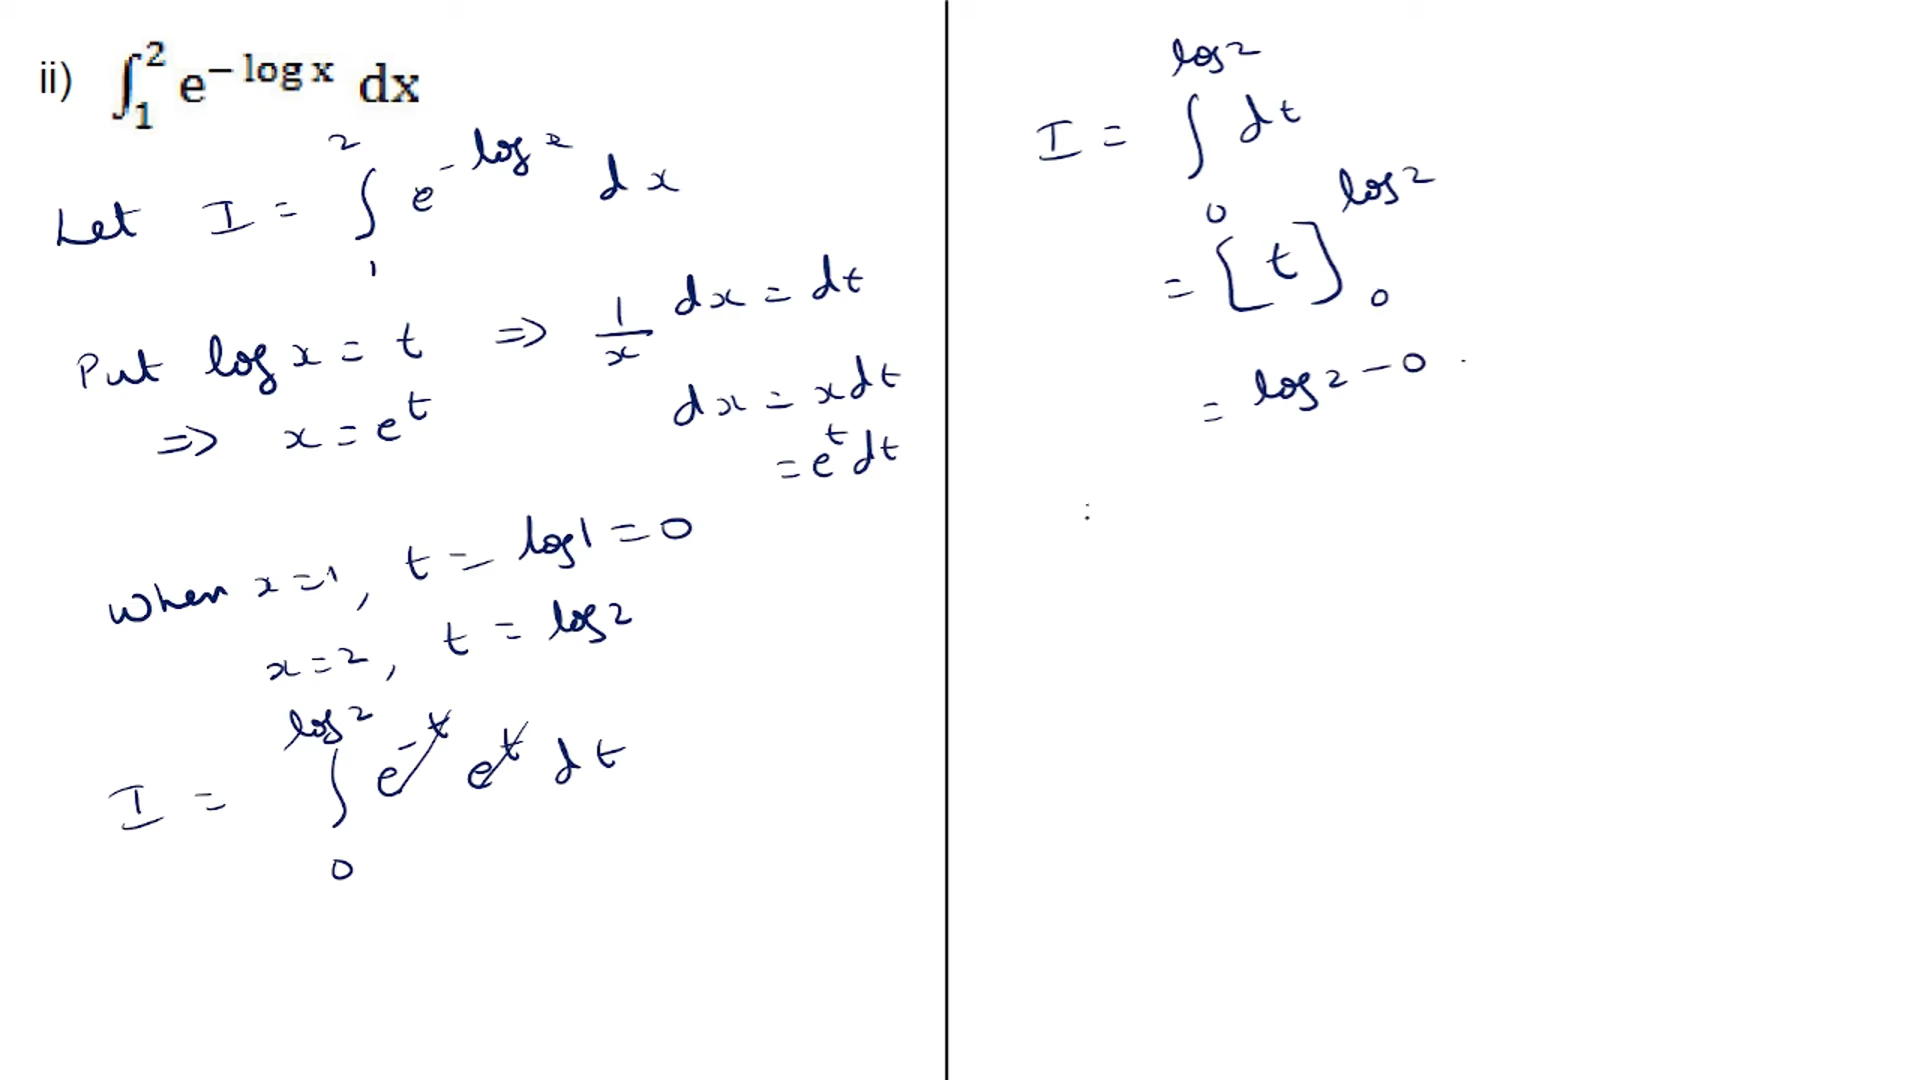 ii) ∫₁² e^(− log x) dx
Let I = ∫₁² e^(- log x) dx
Put log x = t ⇒ 1/x dx = dt
⇒ x = e^t dx = x dt
= e^t dt
When x = 1, t = log 1 = 0
x = 2, t = log 2
I = ∫₀^(log 2) e^(-t) e^t dt
I = ∫₀^(log 2) dt
= [t]₀^(log 2)
= log 2 - 0